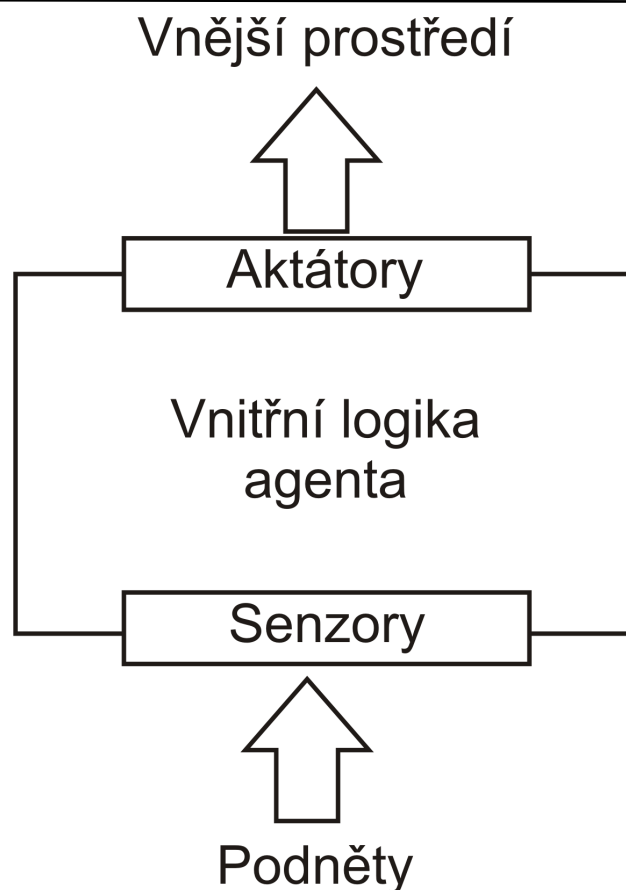 Vnější prostředí
Aktátory
Vnitřní logika
agenta
Senzory
Podněty